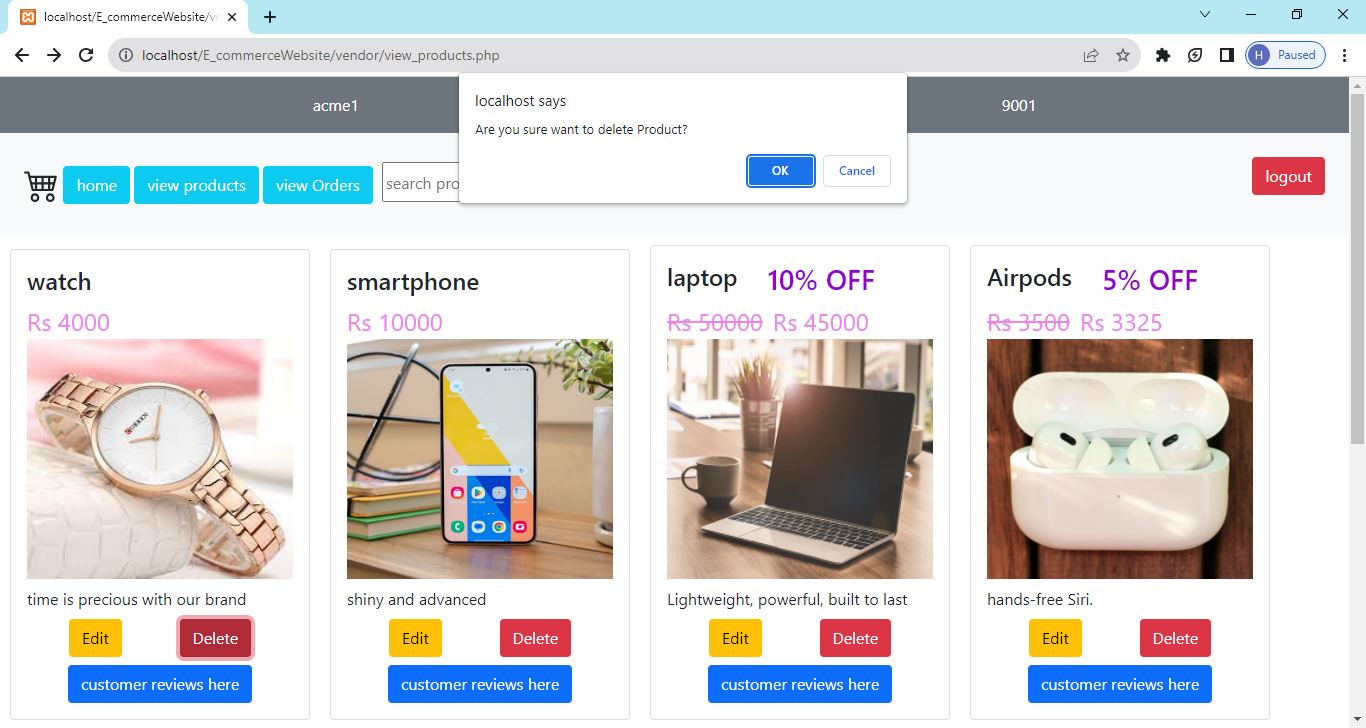 localhost/E_commerceWebsite/ve
localhost/E_commerceWebsite/vendor/view_products.php
H Paused
acme1
9001
localhost says
Are you sure want to delete Product?
OK Cancel
home view products view Orders search pro
logout
watch
Rs 4000
CURREN
time is precious with our brand
Edit Delete
customer reviews here
smartphone
Rs 10000
shiny and advanced
Edit Delete
customer reviews here
laptop 10% OFF
Rs 50000 Rs 45000
Lightweight, powerful, built to last
Edit Delete
customer reviews here
Airpods 5% OFF
Rs 3500 Rs 3325
hands-free Siri.
Edit Delete
customer reviews here